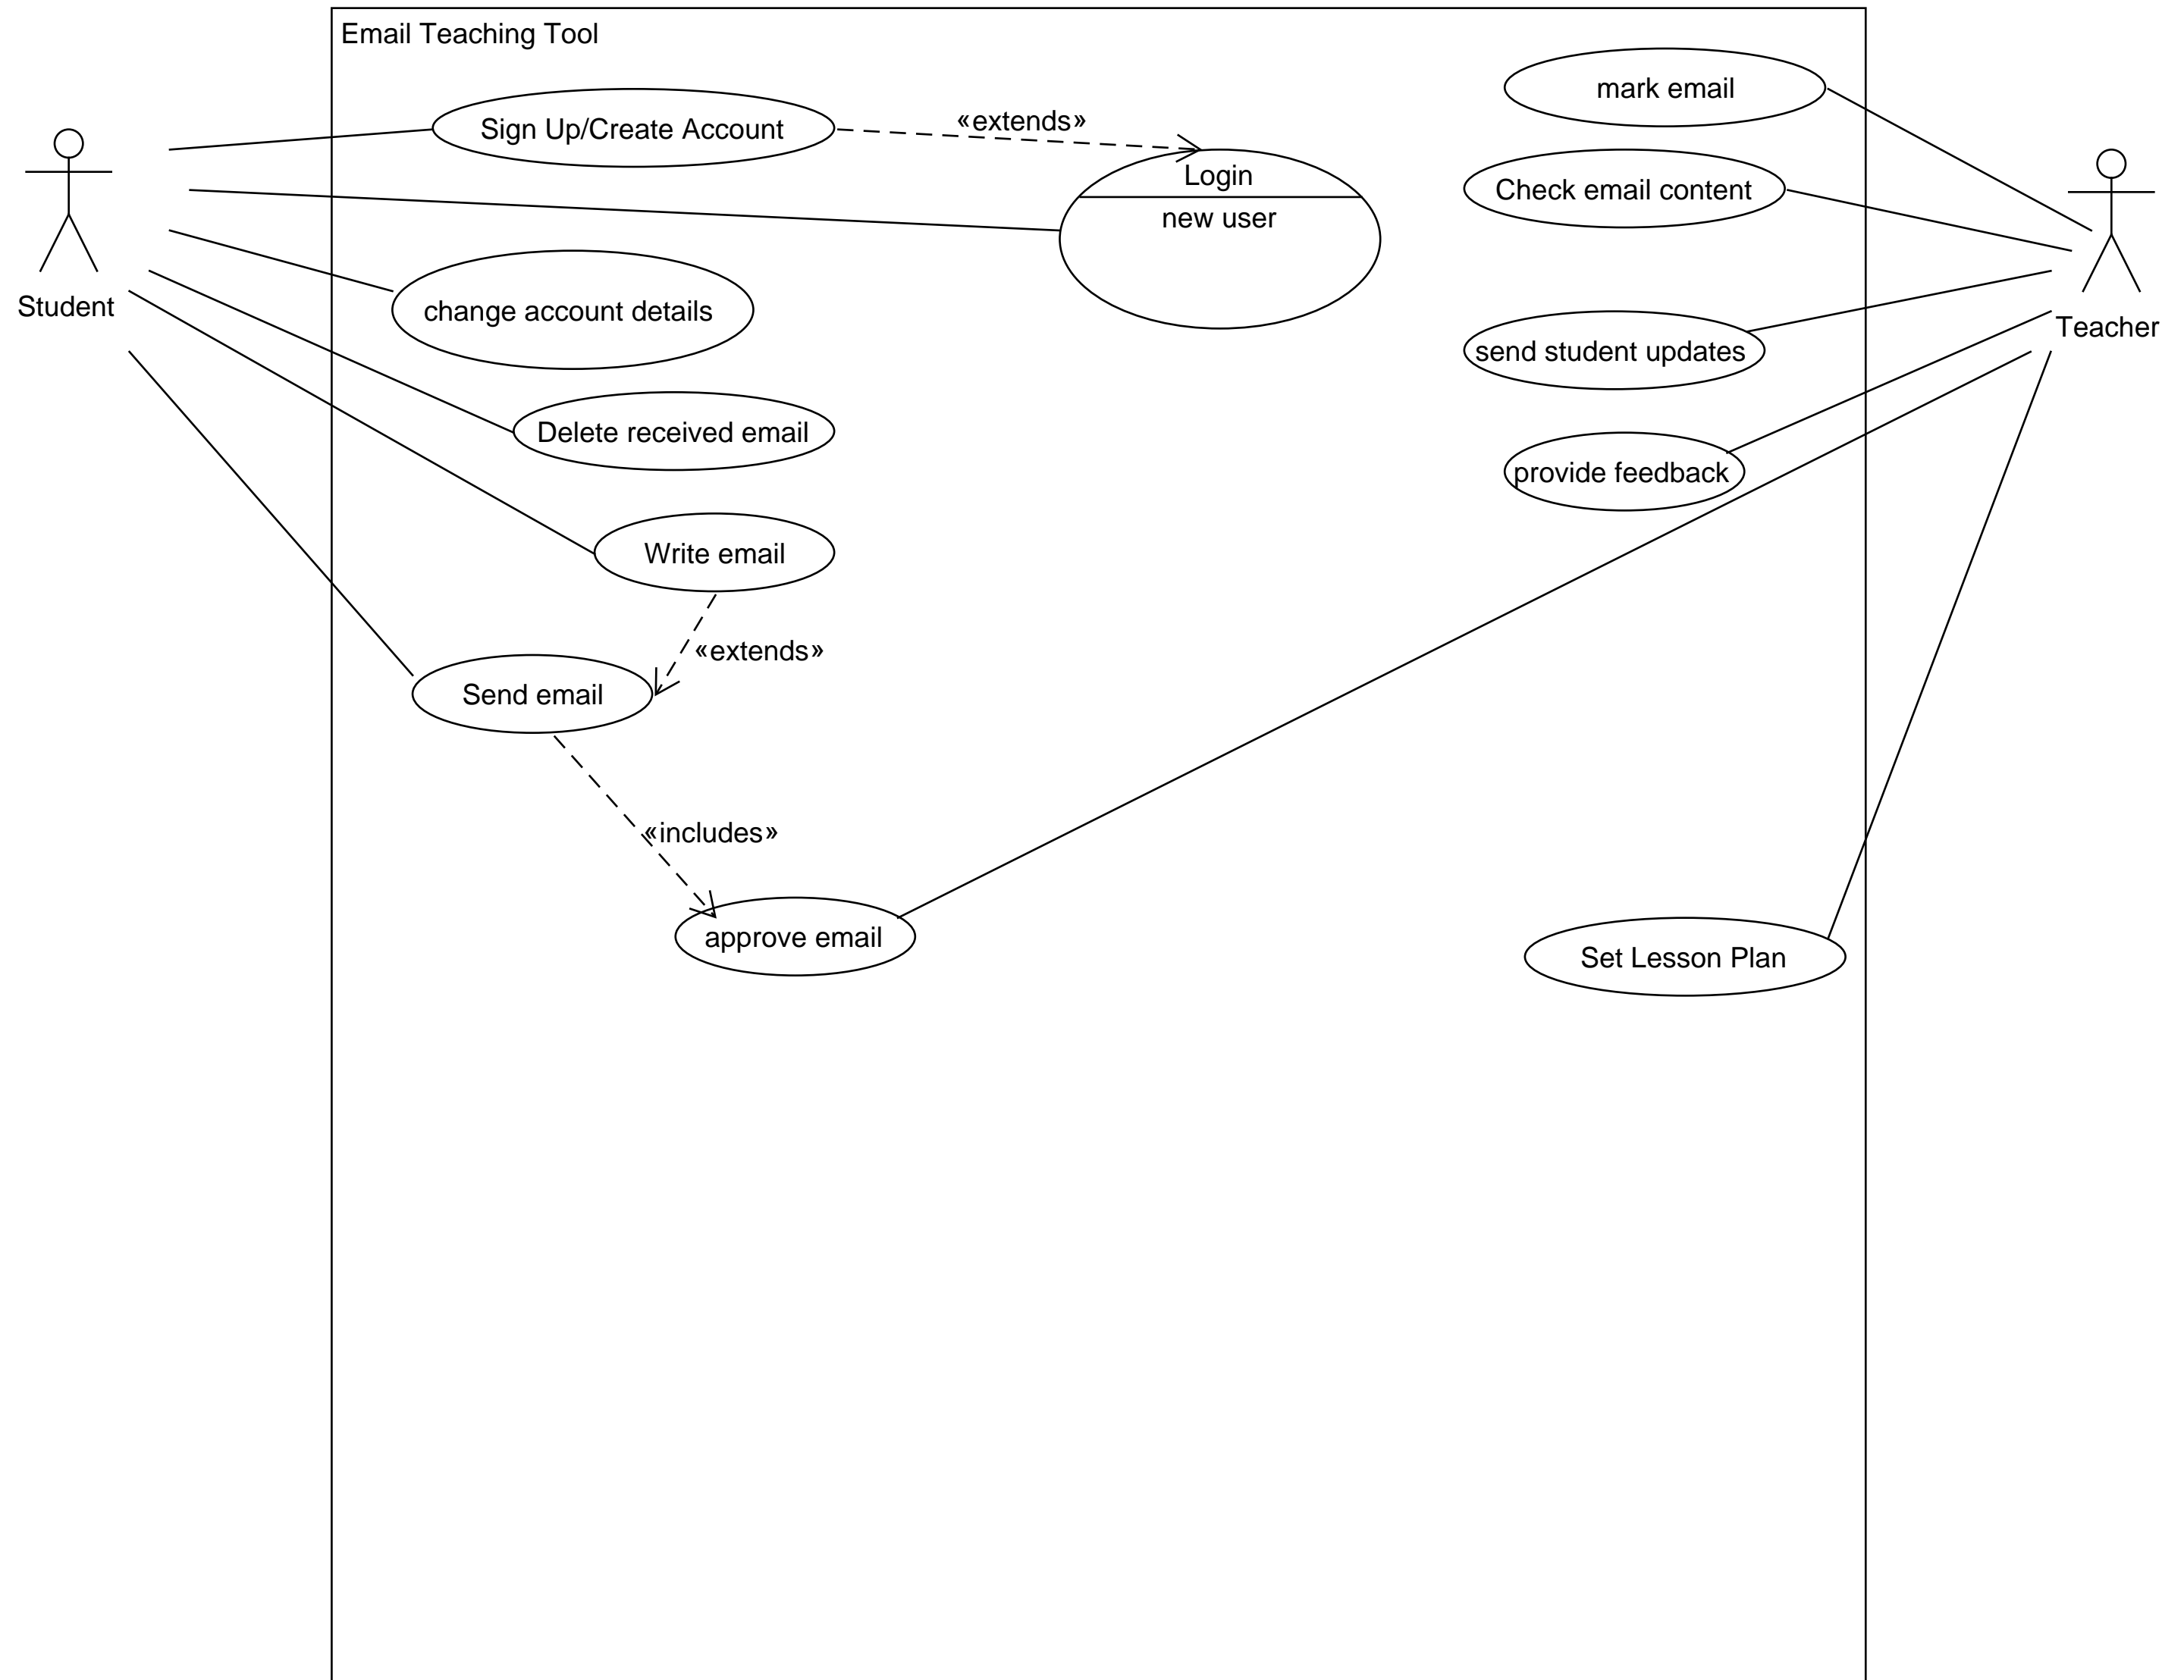 Email Teaching Tool
mark email
Sign Up/Create Account
«extends»
Login
new user
Check email content
Student
change account details
Teacher
send student updates
Delete received email
provide feedback
Write email
«extends»
Send email
«includes»
approve email
Set Lesson Plan